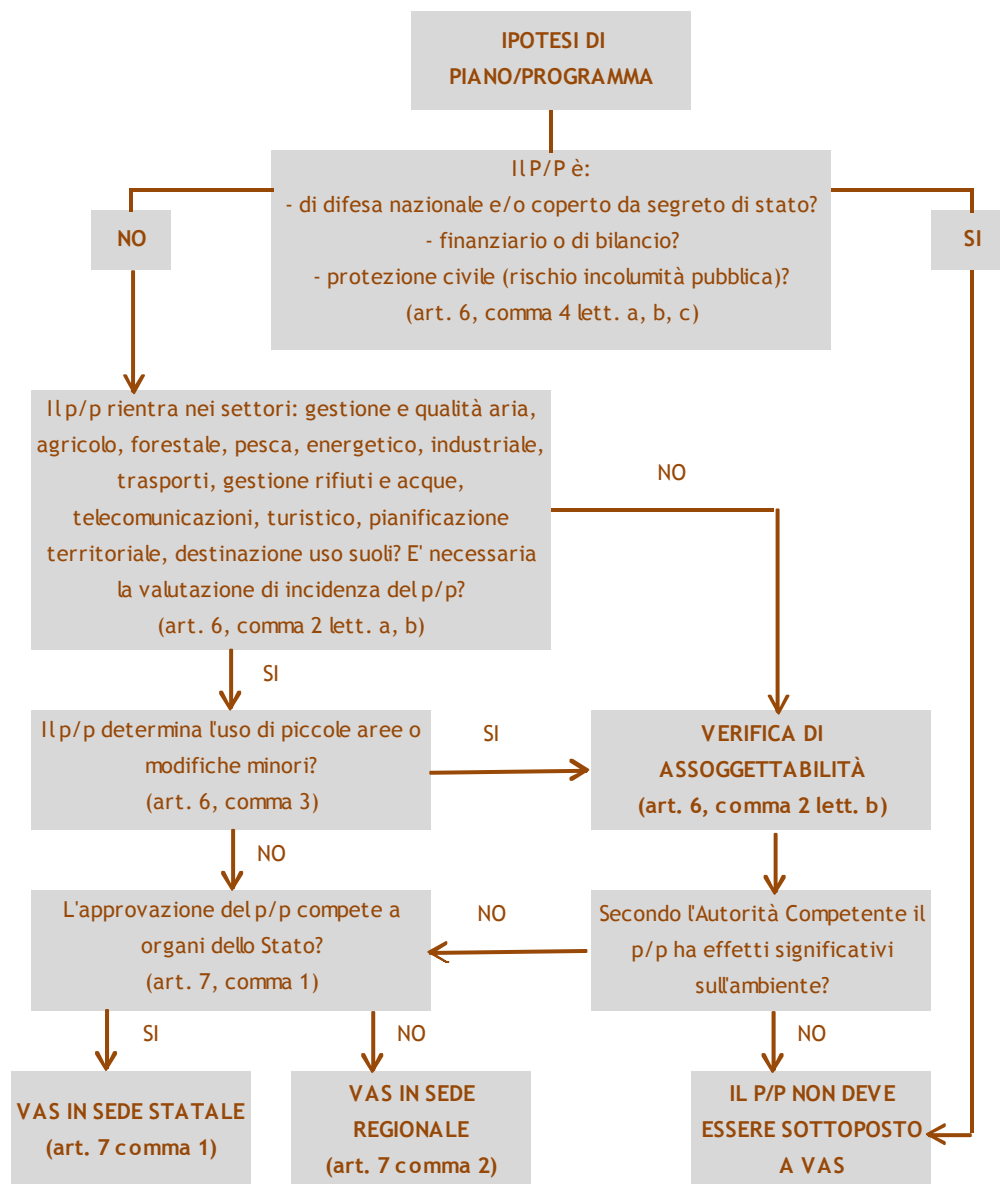 IPOTESI DI
PIANO/PROGRAMMA
Il P/P è:
- di difesa nazionale e/o coperto da segreto di stato?
- finanziario o di bilancio?
- protezione civile (rischio incolumità pubblica)?
(art. 6, comma 4 lett. a, b, c)
NO
SI
Il p/p rientra nei settori: gestione e qualità aria,
agricolo, forestale, pesca, energetico, industriale,
trasporti, gestione rifiuti e acque,
telecomunicazioni, turistico, pianificazione
territoriale, destinazione uso suoli? E' necessaria
la valutazione di incidenza del p/p?
(art. 6, comma 2 lett. a, b)
NO
SI
Il p/p determina l'uso di piccole aree o
modifiche minori?
(art. 6, comma 3)
SI
VERIFICA DI
ASSOGGETTABILITÀ
(art. 6, comma 2 lett. b)
NO
L'approvazione del p/p compete a
organi dello Stato?
(art. 7, comma 1)
NO
Secondo l'Autorità Competente il
p/p ha effetti significativi
sull'ambiente?
SI
NO
NO
VAS IN SEDE STATALE
(art. 7 comma 1)
VAS IN SEDE
REGIONALE
(art. 7 comma 2)
IL P/P NON DEVE
ESSERE SOTTOPOSTO
A VAS